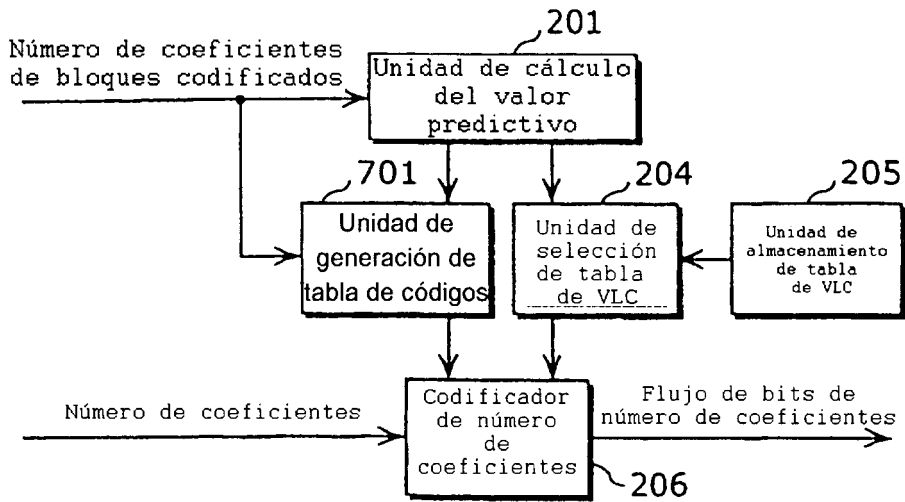 201
Número de coeficientes
de bloques codificados
Unidad de cálculo
del valor
predictivo
701
204
205
Unidad de
generación de
tabla de códigos
Unidad de
selección
de tabla
de VLC
Unidad de
almacenamiento
de tabla
de VLC
Número de coeficientes
Codificador
de número
de
coeficientes
Flujo de bits de
número de coeficientes
206